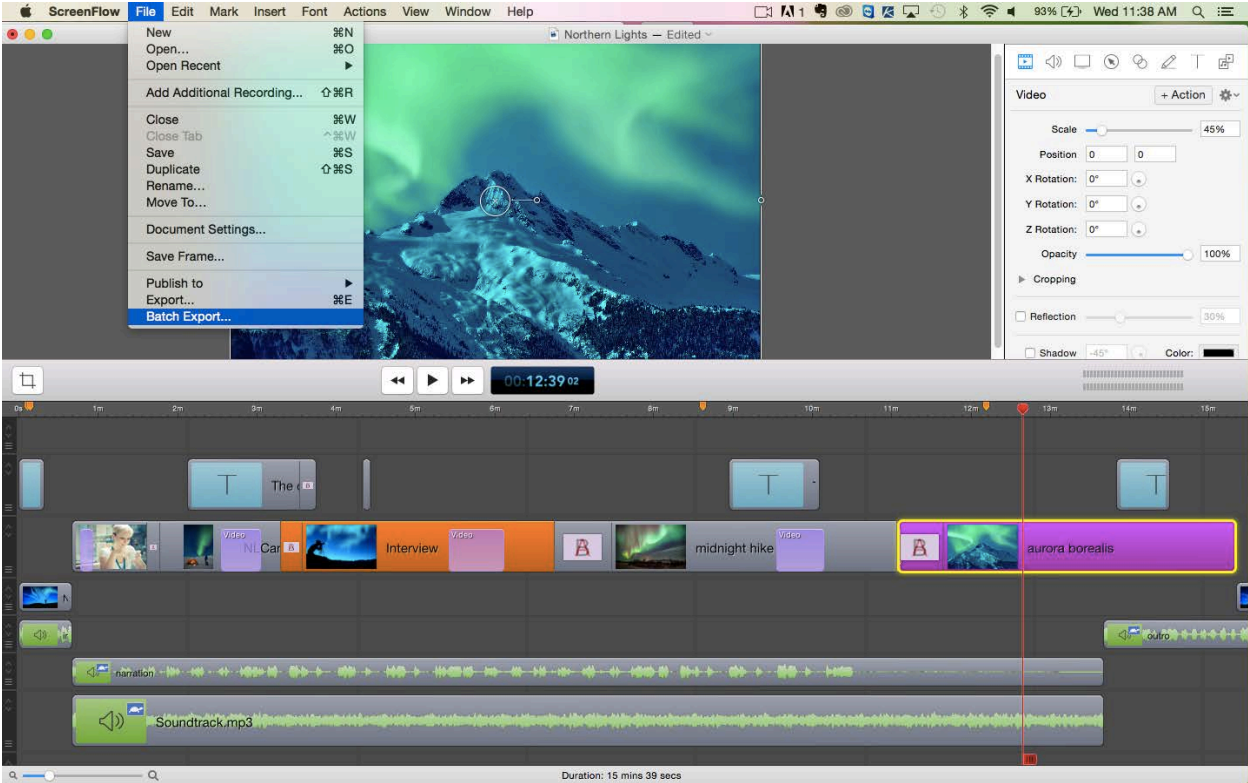 ScreenFlow File Edit Mark Insert Font Actions View Window Help 1 93% Wed 11:38 AM
Northern Lights — Edited
New ⌘N
Open... ⌘O
Open Recent ▶
Add Additional Recording... ⇧⌘R
Close ⌘W
Close Tab ^⌘W
Save ⌘S
Duplicate ⇧⌘S
Rename...
Move To...
Document Settings...
Save Frame...
Publish to ▶
Export... ⌘E
Batch Export...
Video + Action
Scale 45%
Position 0 0
X Rotation: 0°
Y Rotation: 0°
Z Rotation: 0°
Opacity 100%
Cropping
Reflection 30%
Shadow -45° Color:
00:12:39 02
0s 1m 2m 3m 4m 5m 6m 7m 8m 9m 10m 11m 12m 13m 14m 15m
T The T T
Video Video Video
NLCar Interview midnight hike aurora borealis
N
outro
narration
Soundtrack.mp3
Duration: 15 mins 39 secs